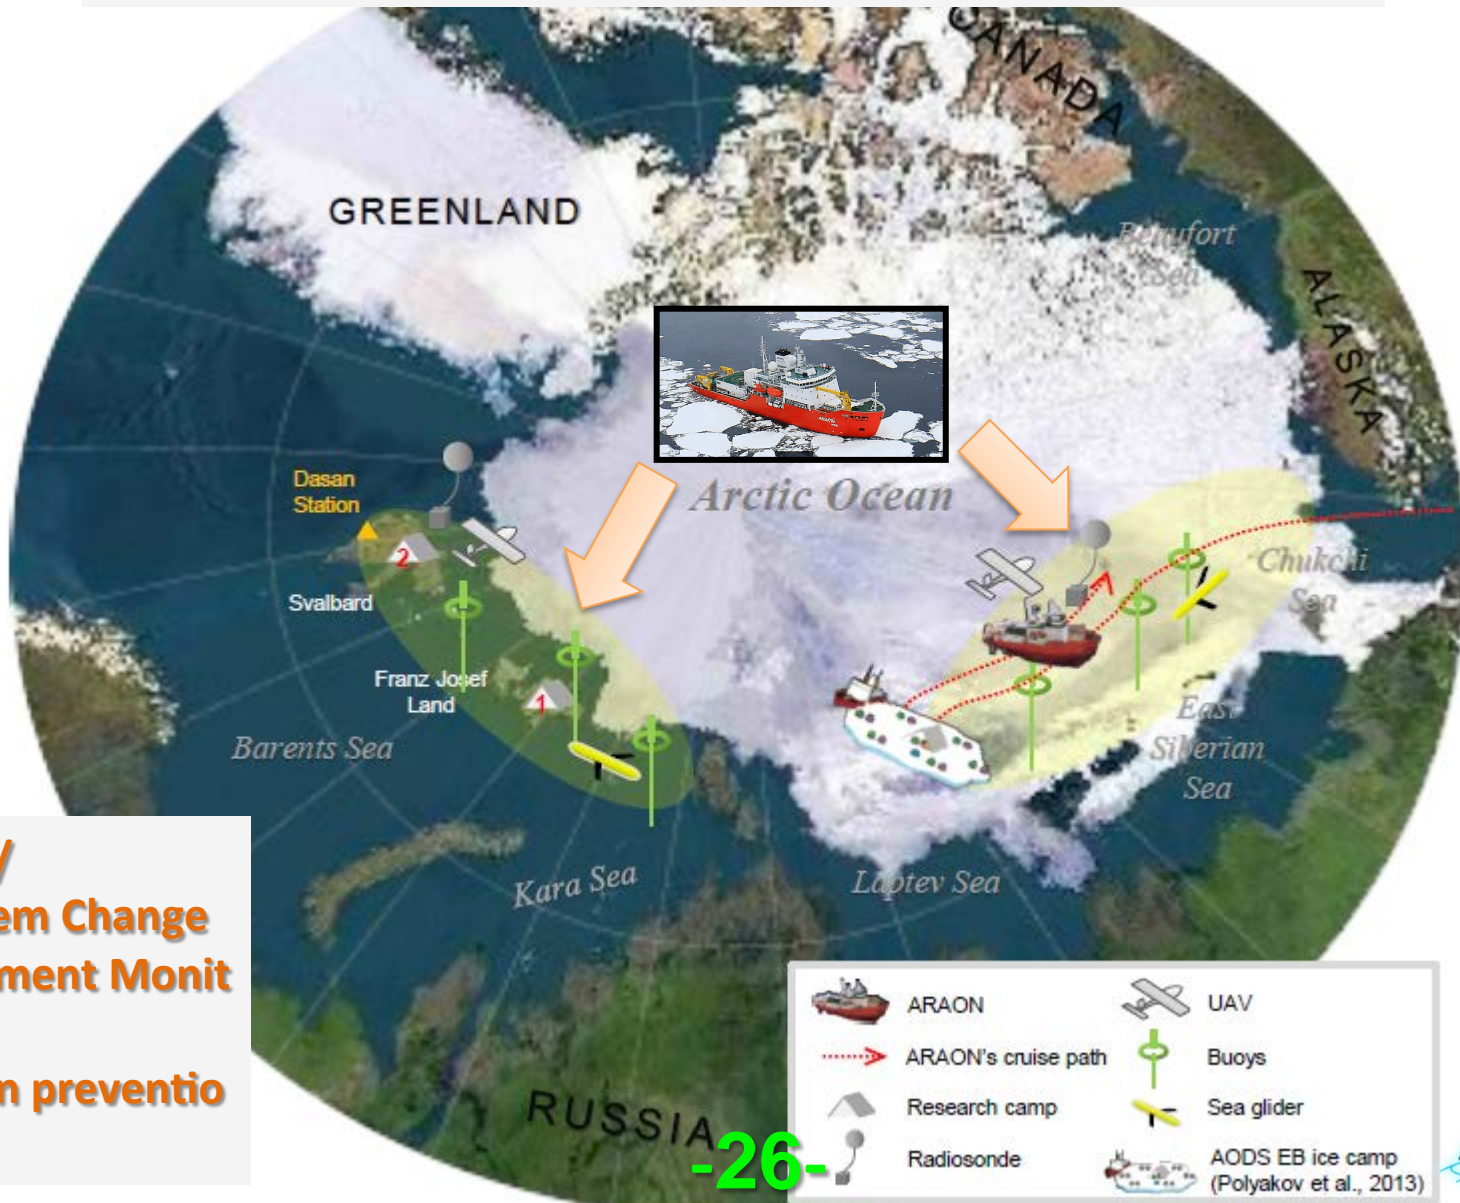 CANADA
GREENLAND
Beaufort
Sea
ALASKA
Dasan
Station
Arctic Ocean
2
Chukchi
Sea
Svalbard
Franz Josef
Land
1
Barents Sea
East
Siberian
Sea
Kara Sea
Laptev Sea
em Change
ment Monit
n preventio
RUSSIA
-26-
ARAON
UAV
ARAON's cruise path
Buoys
Research camp
Sea glider
Radiosonde
AODS EB ice camp
(Polyakov et al., 2013)